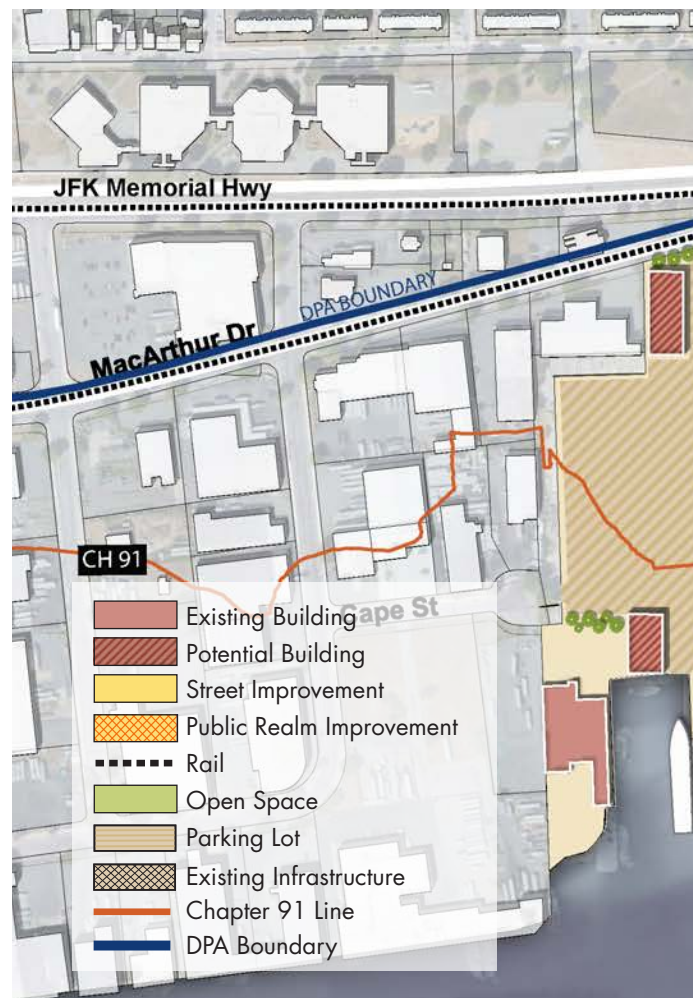 JFK Memorial Hwy
DPA BOUNDARY
MacArthur Dr
CH 91
Cape St
Existing Building
Potential Building
Street Improvement
Public Realm Improvement
Rail
Open Space
Parking Lot
Existing Infrastructure
Chapter 91 Line
DPA Boundary